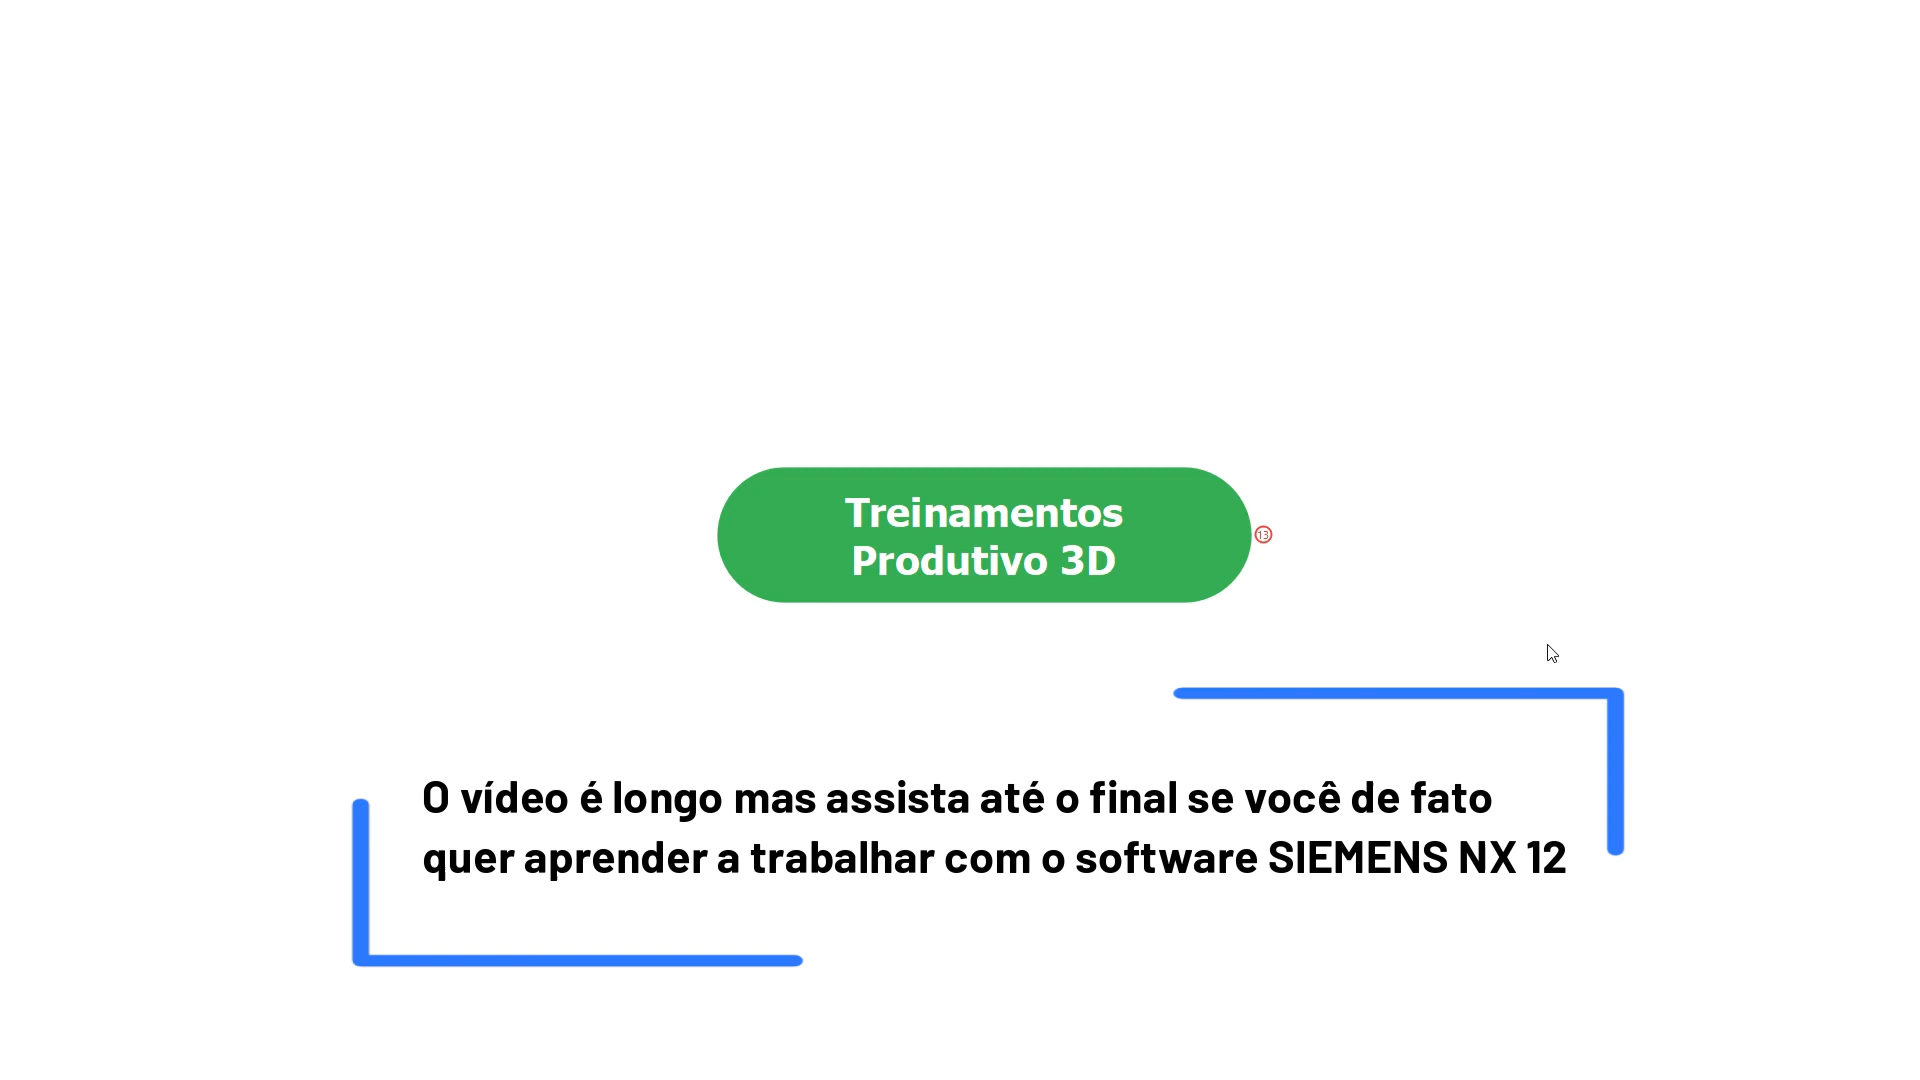 Treinamentos
Produtivo 3D
13
O vídeo é longo mas assista até o final se você de fato
quer aprender a trabalhar com o software SIEMENS NX 12